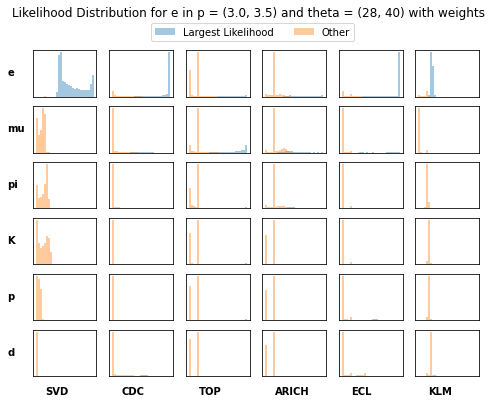 Likelihood Distribution for e in p = (3.0, 3.5) and theta = (28, 40) with weights
Largest Likelihood Other
e
mu
pi
K
p
d
SVD CDC TOP ARICH ECL KLM